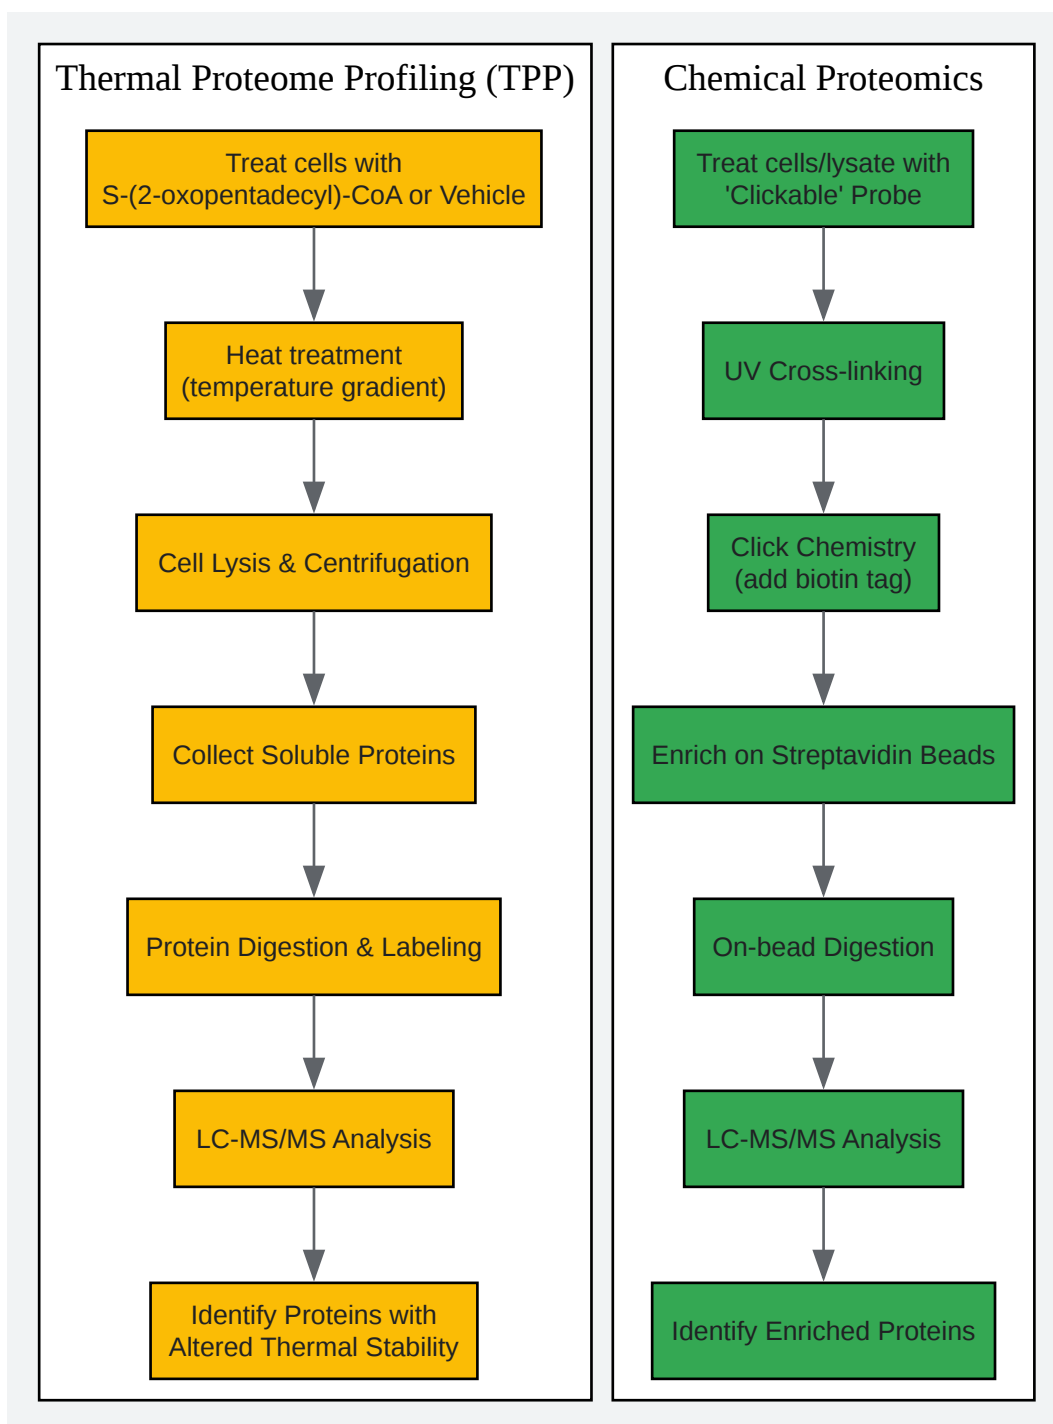 Thermal Proteome Profiling (TPP)
Treat cells with
S-(2-oxopentadecyl)-CoA or Vehicle
Heat treatment
(temperature gradient)
Cell Lysis & Centrifugation
Collect Soluble Proteins
Protein Digestion & Labeling
LC-MS/MS Analysis
Identify Proteins with
Altered Thermal Stability
Chemical Proteomics
Treat cells/lysate with
'Clickable' Probe
UV Cross-linking
Click Chemistry
(add biotin tag)
Enrich on Streptavidin Beads
On-bead Digestion
LC-MS/MS Analysis
Identify Enriched Proteins